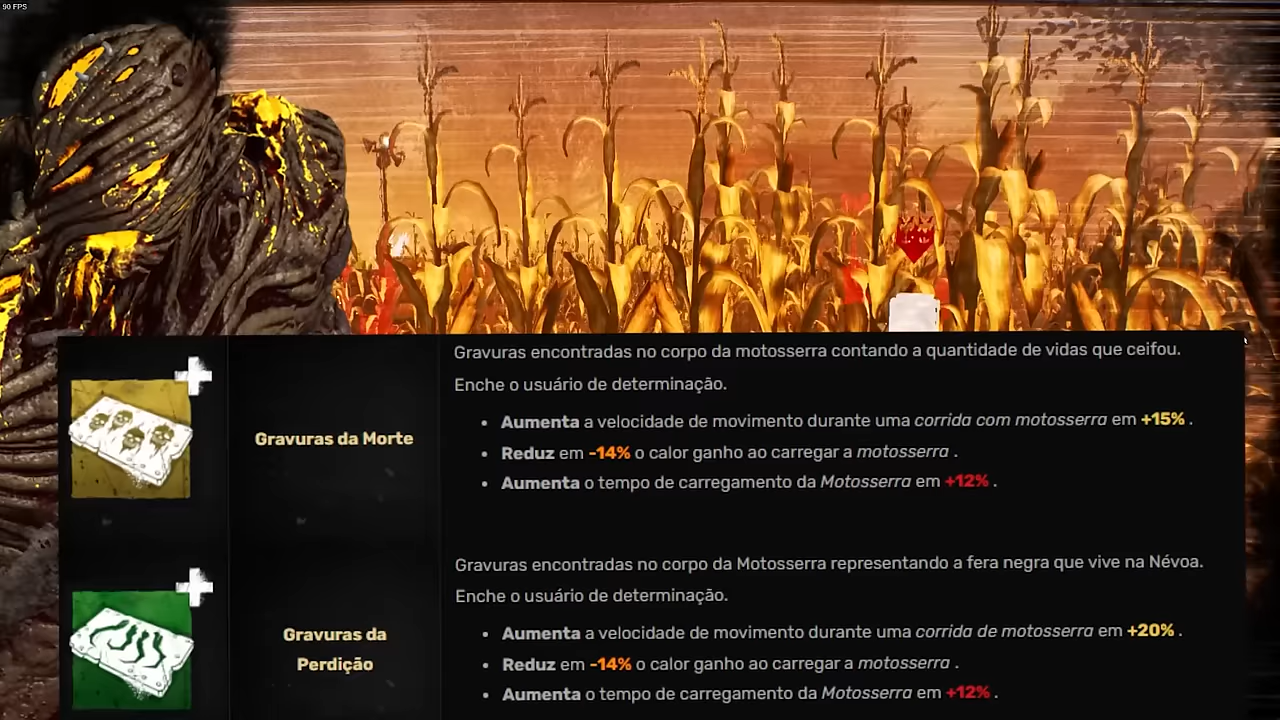 90 FPS
Gravuras encontradas no corpo da motosserra contando a quantidade de vidas que ceifou.
Enche o usuário de determinação.
Gravuras da Morte
• Aumenta a velocidade de movimento durante uma corrida com motosserra em +15% .
• Reduz em -14% o calor ganho ao carregar a motosserra .
• Aumenta o tempo de carregamento da Motosserra em +12% .
Gravuras encontradas no corpo da Motosserra representando a fera negra que vive na Névoa.
Enche o usuário de determinação.
Gravuras da
Perdição
• Aumenta a velocidade de movimento durante uma corrida de motosserra em +20% .
• Reduz em -14% o calor ganho ao carregar a motosserra .
• Aumenta o tempo de carregamento da Motosserra em +12% .